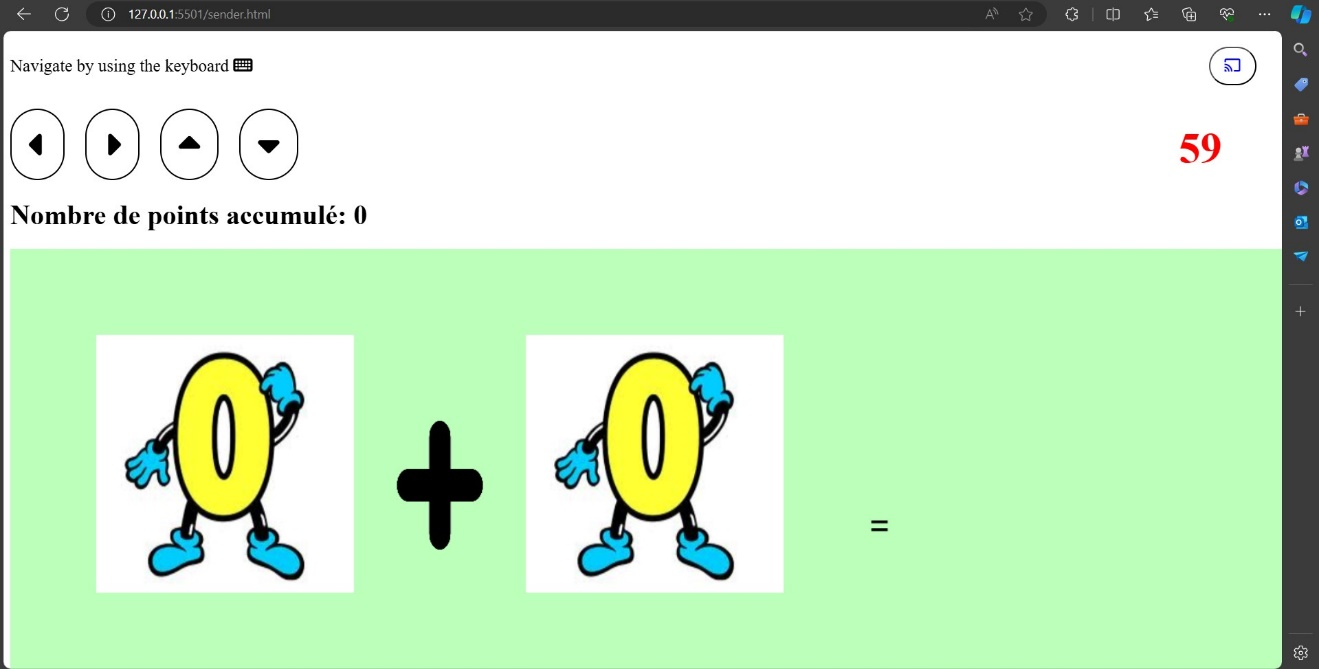 127.0.0.1:5501/sender.html
Navigate by using the keyboard
59
Nombre de points accumulé: 0
0 + 0 =